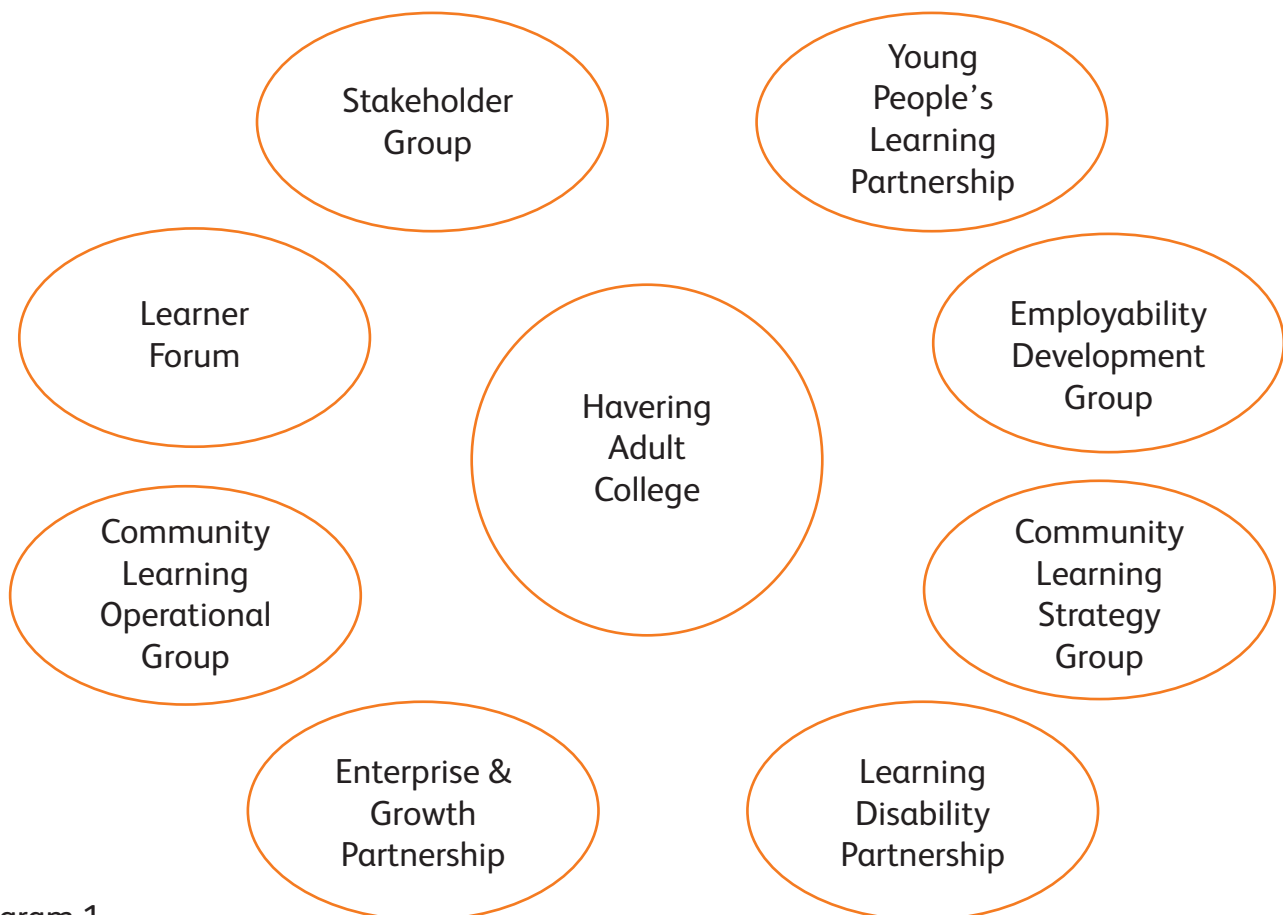 Stakeholder
Group
Young
People’s
Learning
Partnership
Learner
Forum
Employability
Development
Group
Havering
Adult
College
Community
Learning
Operational
Group
Community
Learning
Strategy
Group
Enterprise &
Growth
Partnership
Learning
Disability
Partnership